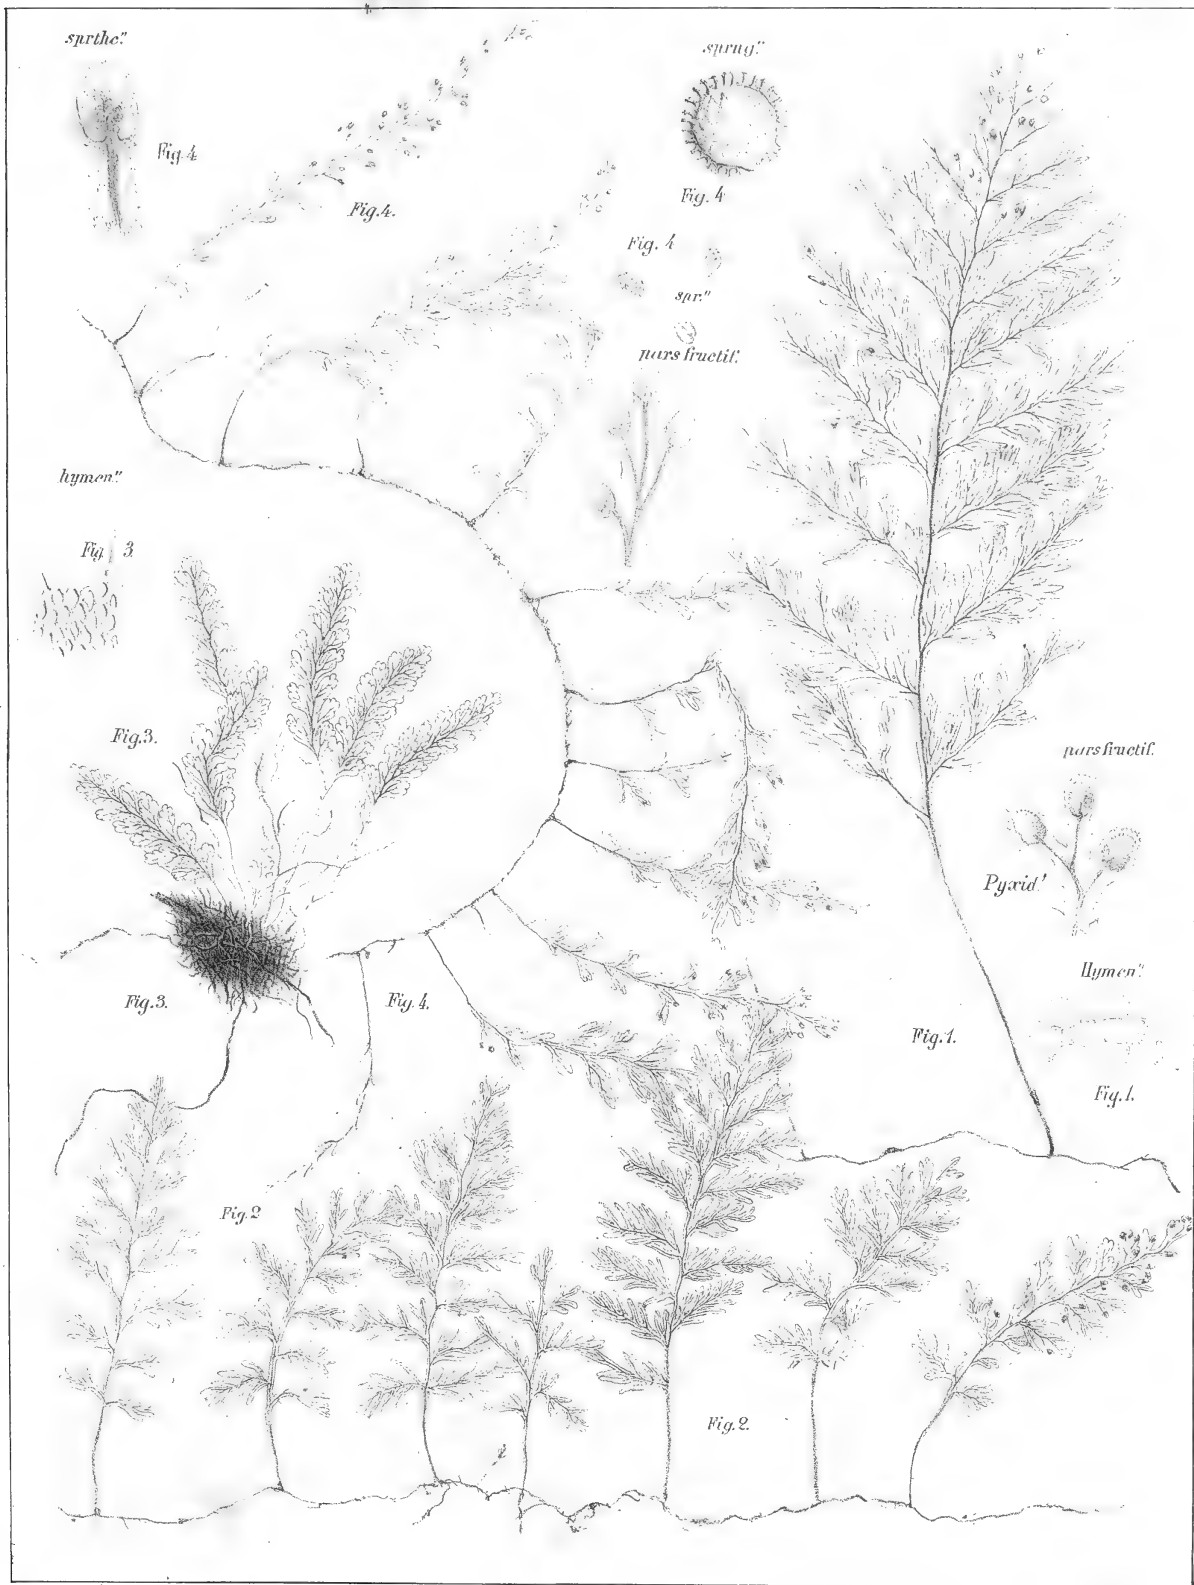 sprthe.''
sprng.''
Fig. 4
Fig. 4.
Fig. 4
Fig. 4
spr.''
pars fructif.
hymen.''
Fig. 3.
Fig. 3.
pars fructif.
Pyxid.'
Fig. 3.
Fig. 4.
Hymen.''
Fig. 1.
Fig. 1.
Fig. 2
Fig. 2.